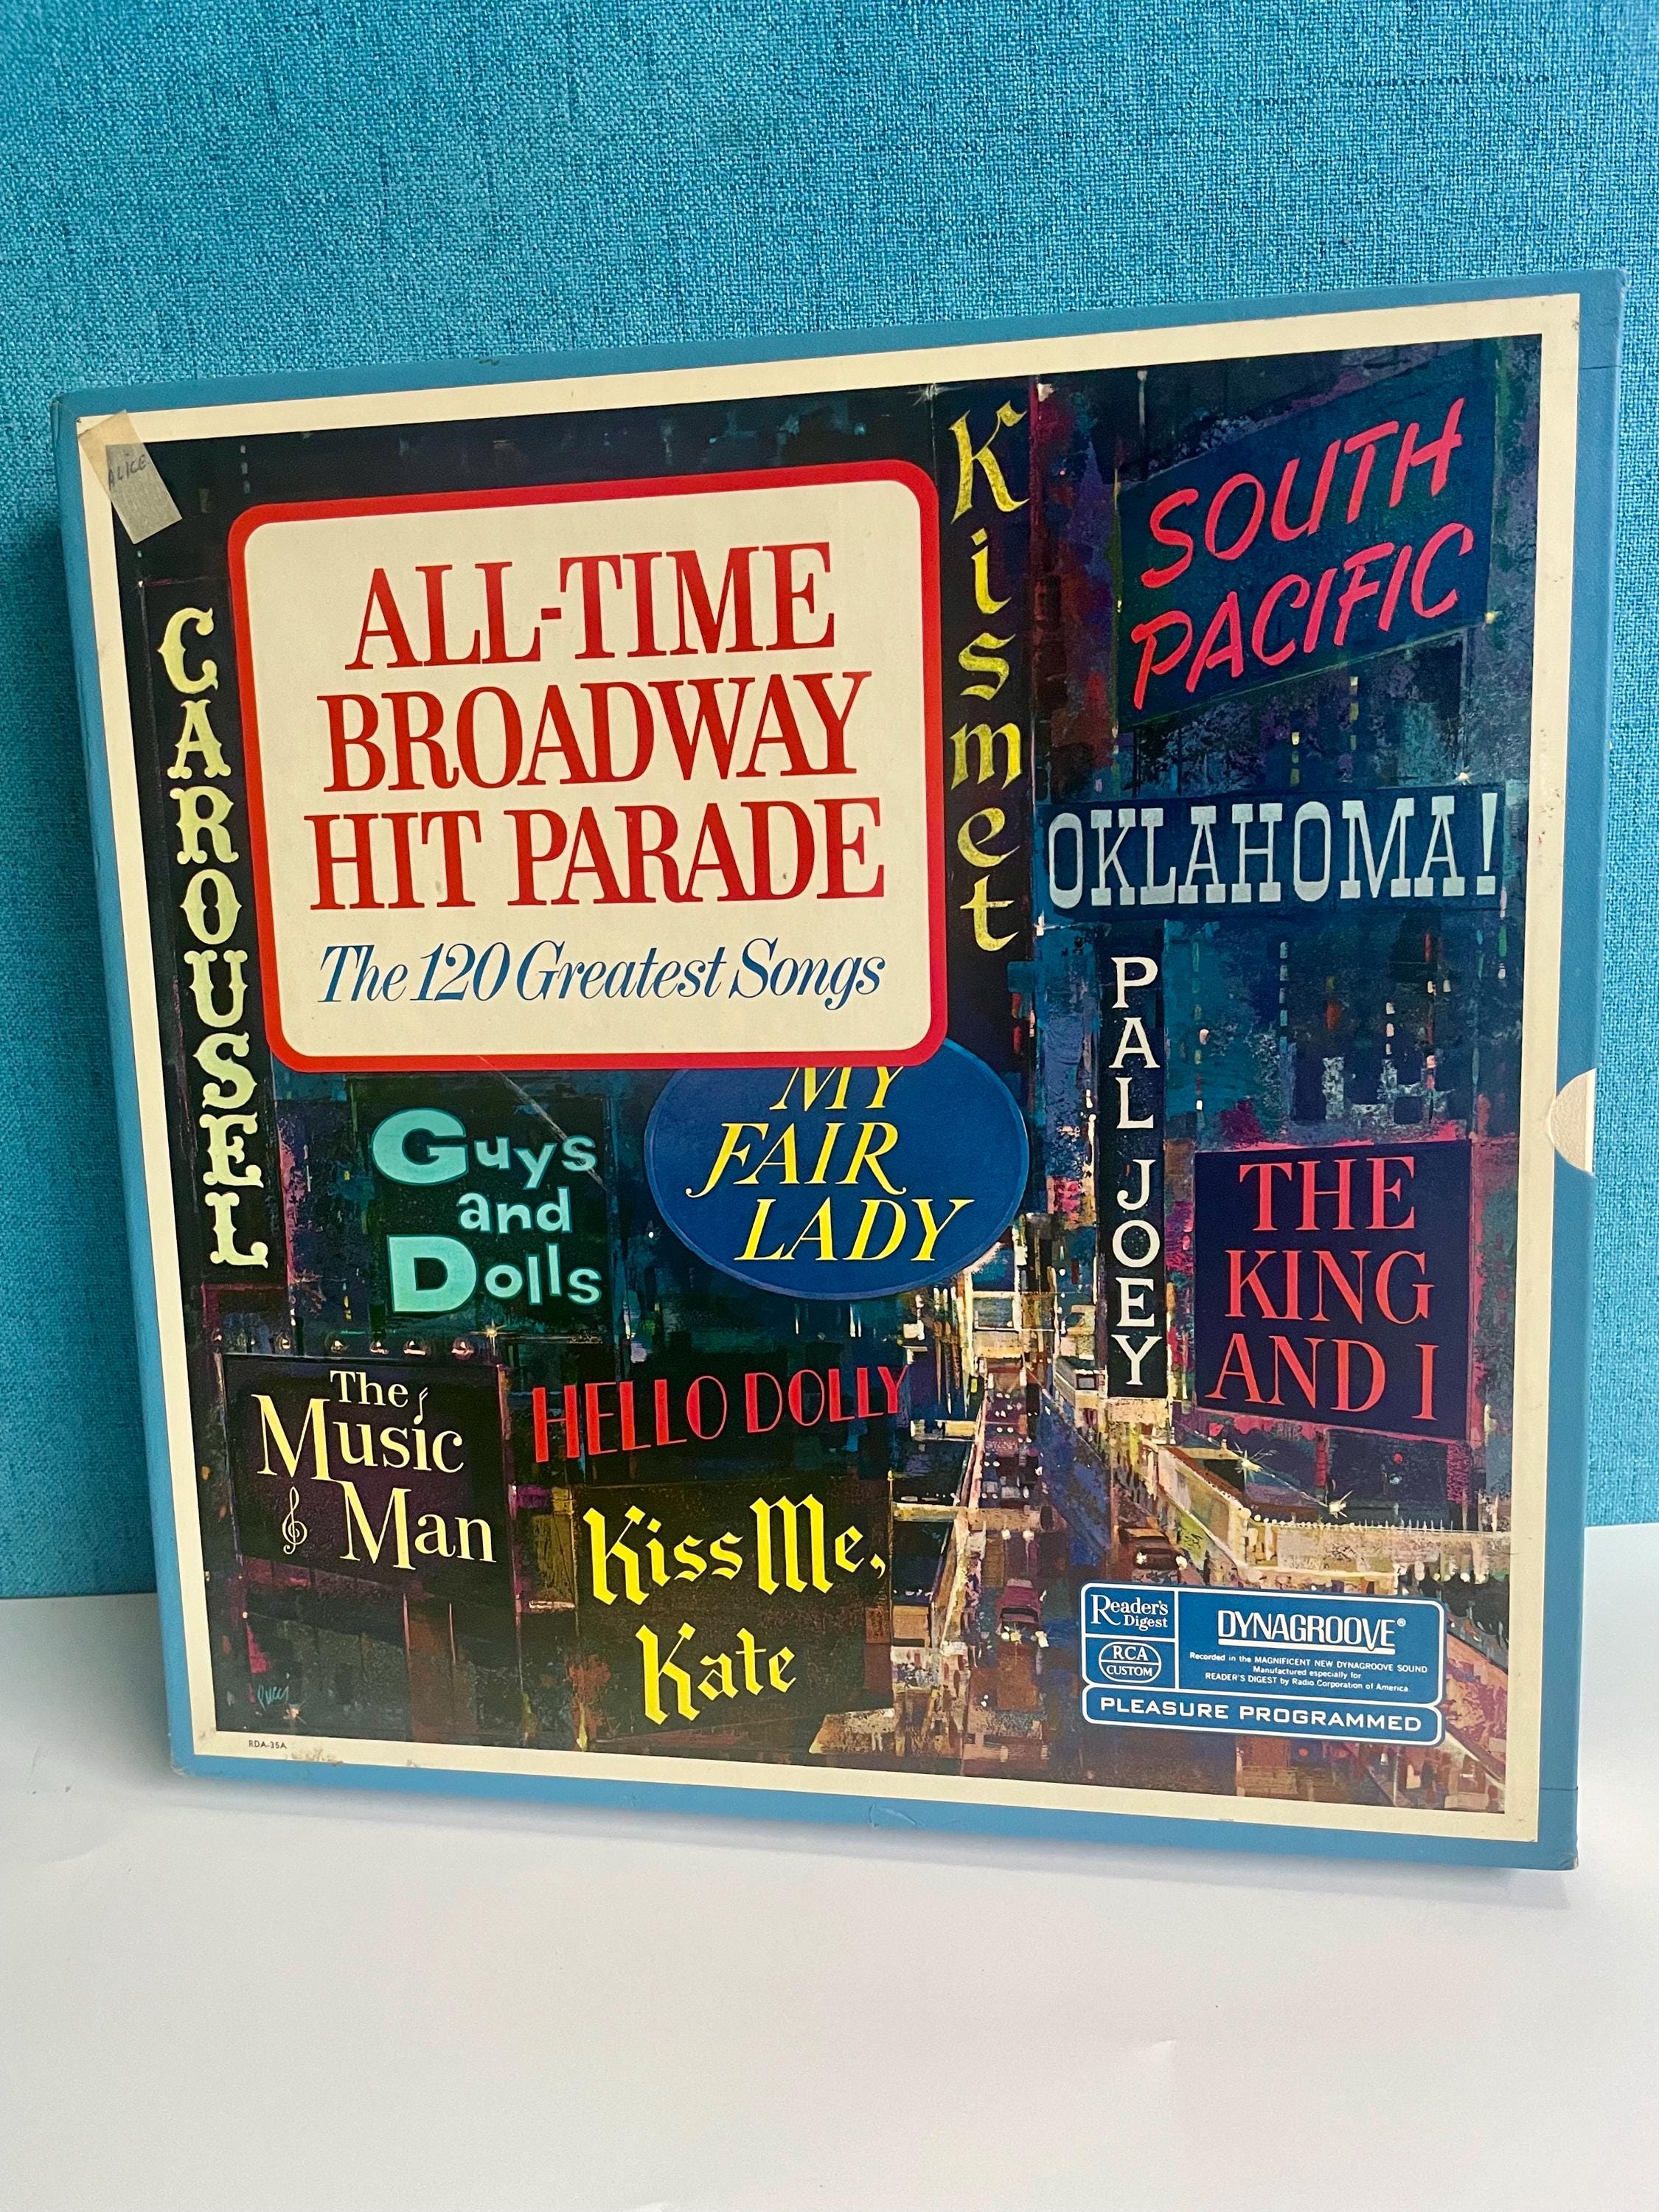 ALICE
ALL-TIME
BROADWAY
HIT PARADE
The 120 Greatest Songs
CAROUSEL
Kismet
SOUTH
PACIFIC
OKLAHOMA!
PAL JOEY
THE
KING
AND I
MY
FAIR
LADY
Guys
and
Dolls
The
Music
Man
HELLO DOLLY
Kiss Me,
Kate
Pucci
RDA-35A
Reader's
Digest
RCA
CUSTOM
DYNAGROOVE®
Recorded in the MAGNIFICENT NEW DYNAGROOVE SOUND
Manufactured especially for
READER'S DIGEST by Radio Corporation of America
PLEASURE PROGRAMMED